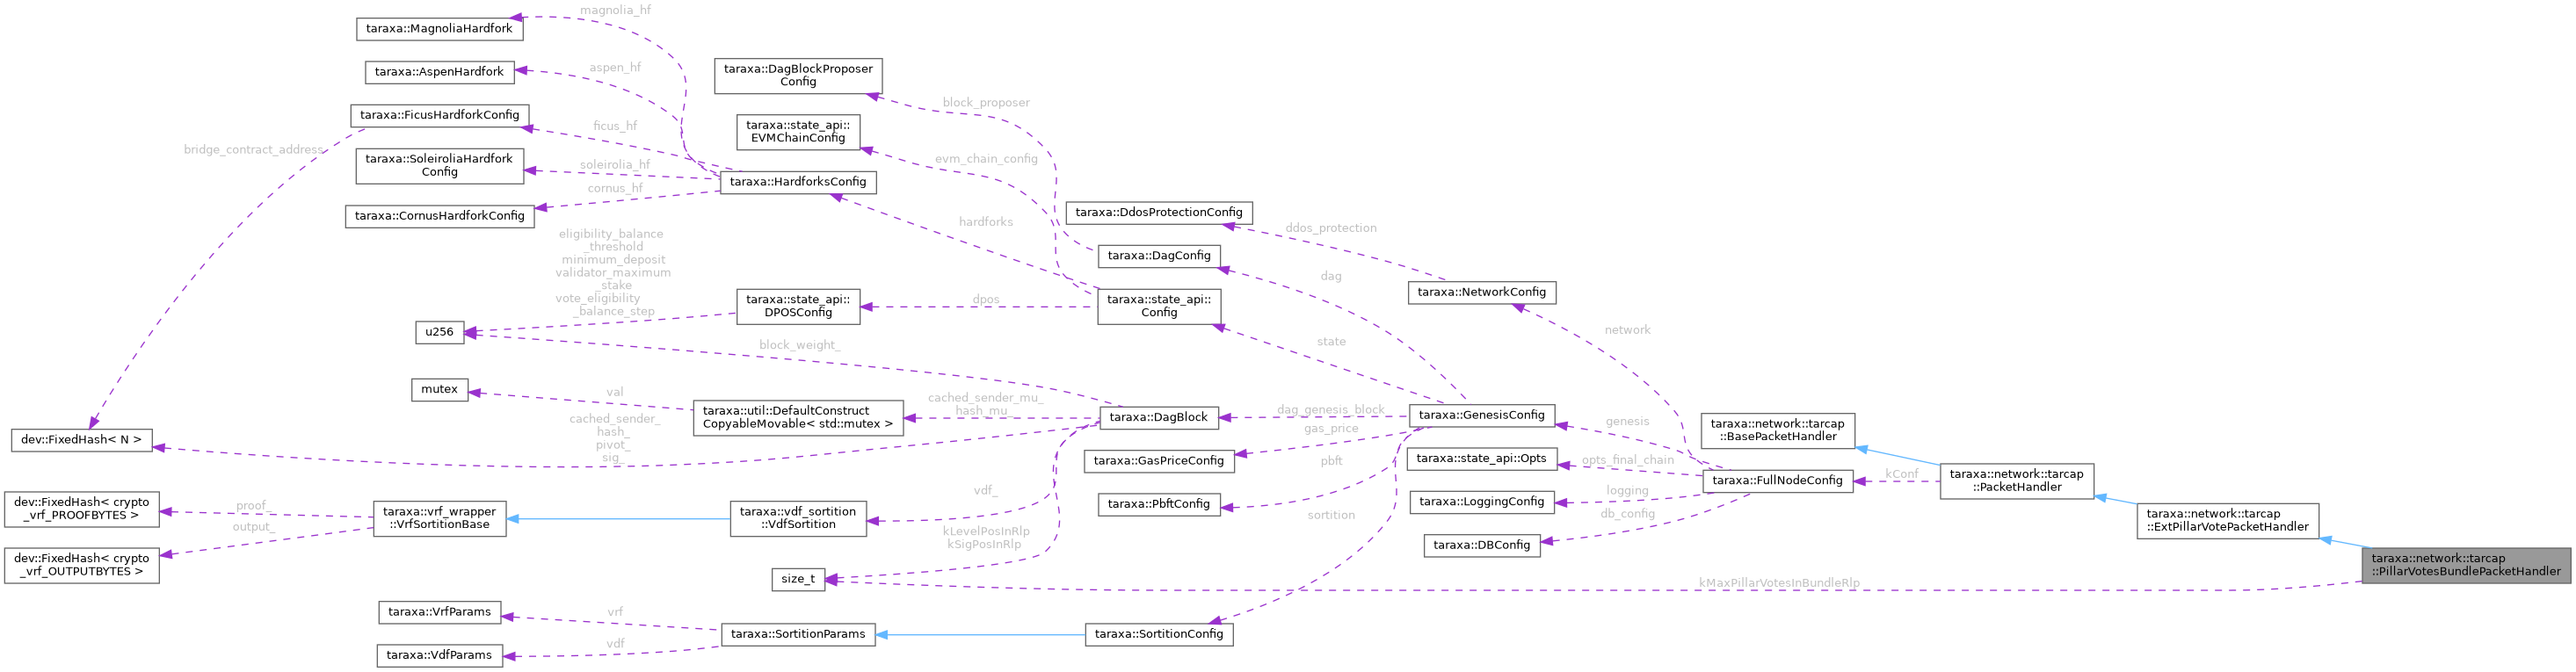 magnolia_hf
taraxa::MagnoliaHardfork
aspen_hf
taraxa::AspenHardfork
taraxa::DagBlockProposer
Config
block_proposer
taraxa::FicusHardforkConfig
ficus_hf
taraxa::state_api::
EVMChainConfig
bridge_contract_address
evm_chain_config
taraxa::SoleiroliaHardfork
Config
soleirolia_hf
cornus_hf
taraxa::HardforksConfig
taraxa::CornusHardforkConfig
hardforks
taraxa::DdosProtectionConfig
ddos_protection
eligibility_balance
_threshold
minimum_deposit
validator_maximum
_stake
vote_eligibility
_balance_step
taraxa::DagConfig
dag
taraxa::NetworkConfig
taraxa::state_api::
DPOSConfig
dpos
taraxa::state_api::
Config
u256
block_weight_
state
network
mutex
val
taraxa::util::DefaultConstruct
CopyableMovable< std::mutex >
cached_sender_mu_
hash_mu_
taraxa::DagBlock
dag_genesis_block
taraxa::GenesisConfig
genesis
gas_price
cached_sender_
hash_
pivot_
sig_
dev::FixedHash< N >
taraxa::network::tarcap
::BasePacketHandler
taraxa::GasPriceConfig
pbft
taraxa::state_api::Opts
opts_final_chain
taraxa::FullNodeConfig
kConf
taraxa::network::tarcap
::PacketHandler
vdf_
logging
taraxa::LoggingConfig
taraxa::PbftConfig
dev::FixedHash< crypto
_vrf_PROOFBYTES >
proof_
output_
taraxa::vrf_wrapper
::VrfSortitionBase
taraxa::vdf_sortition
::VdfSortition
sortition
db_config
taraxa::DBConfig
taraxa::network::tarcap
::ExtPillarVotePacketHandler
kLevelPosInRlp
kSigPosInRlp
dev::FixedHash< crypto
_vrf_OUTPUTBYTES >
taraxa::network::tarcap
::PillarVotesBundlePacketHandler
size_t
kMaxPillarVotesInBundleRlp
taraxa::VrfParams
vrf
taraxa::SortitionParams
taraxa::SortitionConfig
vdf
taraxa::VdfParams